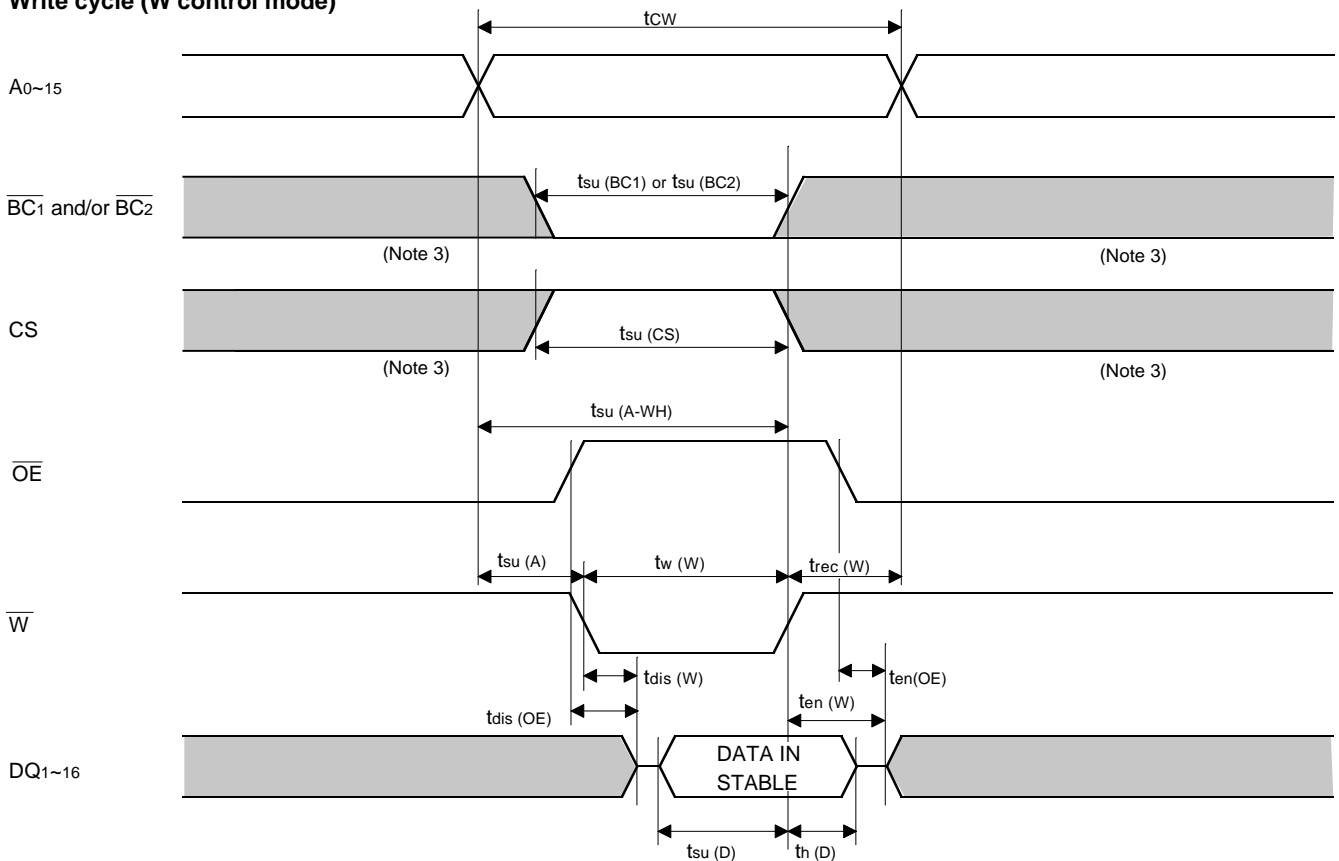 Write cycle (W control mode)
tCW
A0~15
tsu (BC1) or tsu (BC2)
BC1 and/or BC2
(Note 3)
(Note 3)
CS
tsu (CS)
(Note 3)
(Note 3)
tsu (A-WH)
OE
tsu (A)
tw (W)
trec (W)
W
tdis (W)
ten(OE)
ten (W)
tdis (OE)
DQ1~16
DATA IN
STABLE
tsu (D)
th (D)